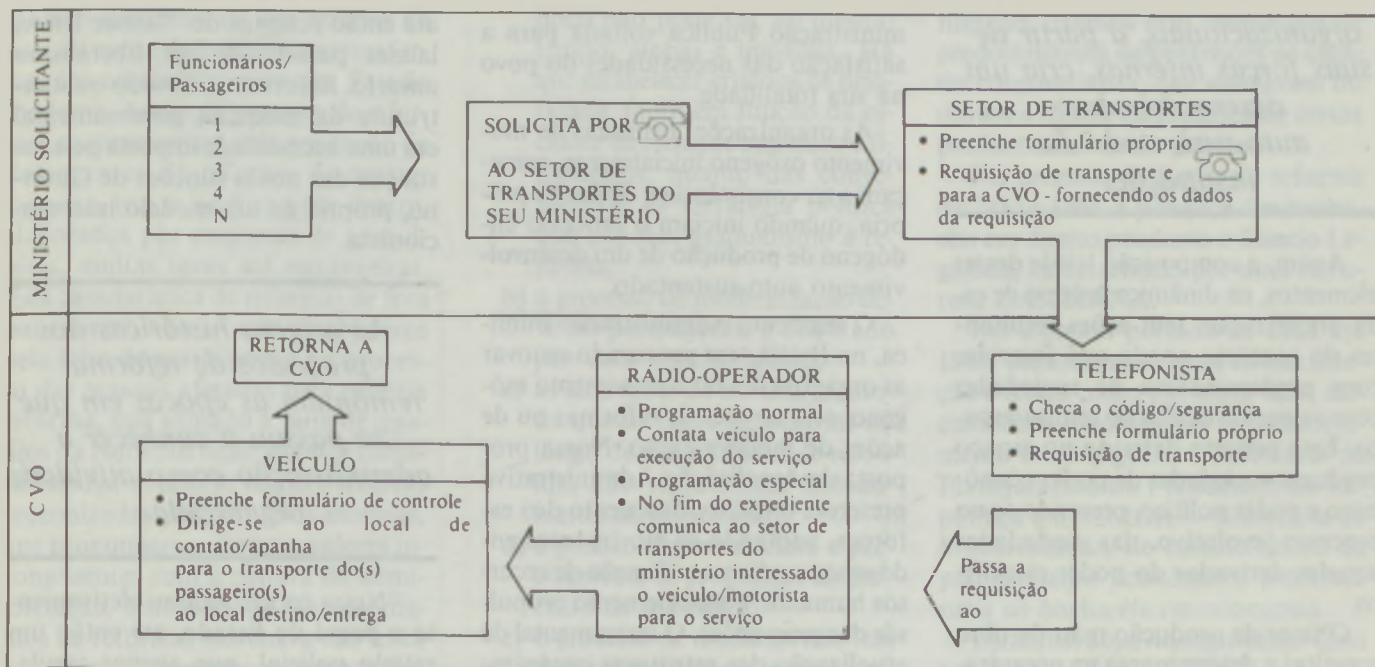 MINISTÉRIO SOLICITANTE
Funcionários/
Passageiros
1
2
3
4
N
SOLICITA POR
AO SETOR DE
TRANSPORTES DO
SEU MINISTÉRIO
SETOR DE TRANSPORTES
• Preenche formulário próprio
• Requisição de transporte e
para a CVO - fornecendo os dados
da requisição
CVO
TELEFONISTA
• Checa o código/segurança
• Preenche formulário próprio
• Requisição de transporte
Passa a
requisição
ao
RÁDIO-OPERADOR
• Programação normal
• Contata veículo para
execução do serviço
• Programação especial
• No fim do expediente
comunica ao setor de
transportes do
ministério interessado
o veículo/motorista
para o serviço
VEÍCULO
• Preenche formulário de controle
• Dirige-se ao local de
contato/apanha
para o transporte do(s)
passageiro(s)
ao local destino/entrega
RETORNA A
CVO